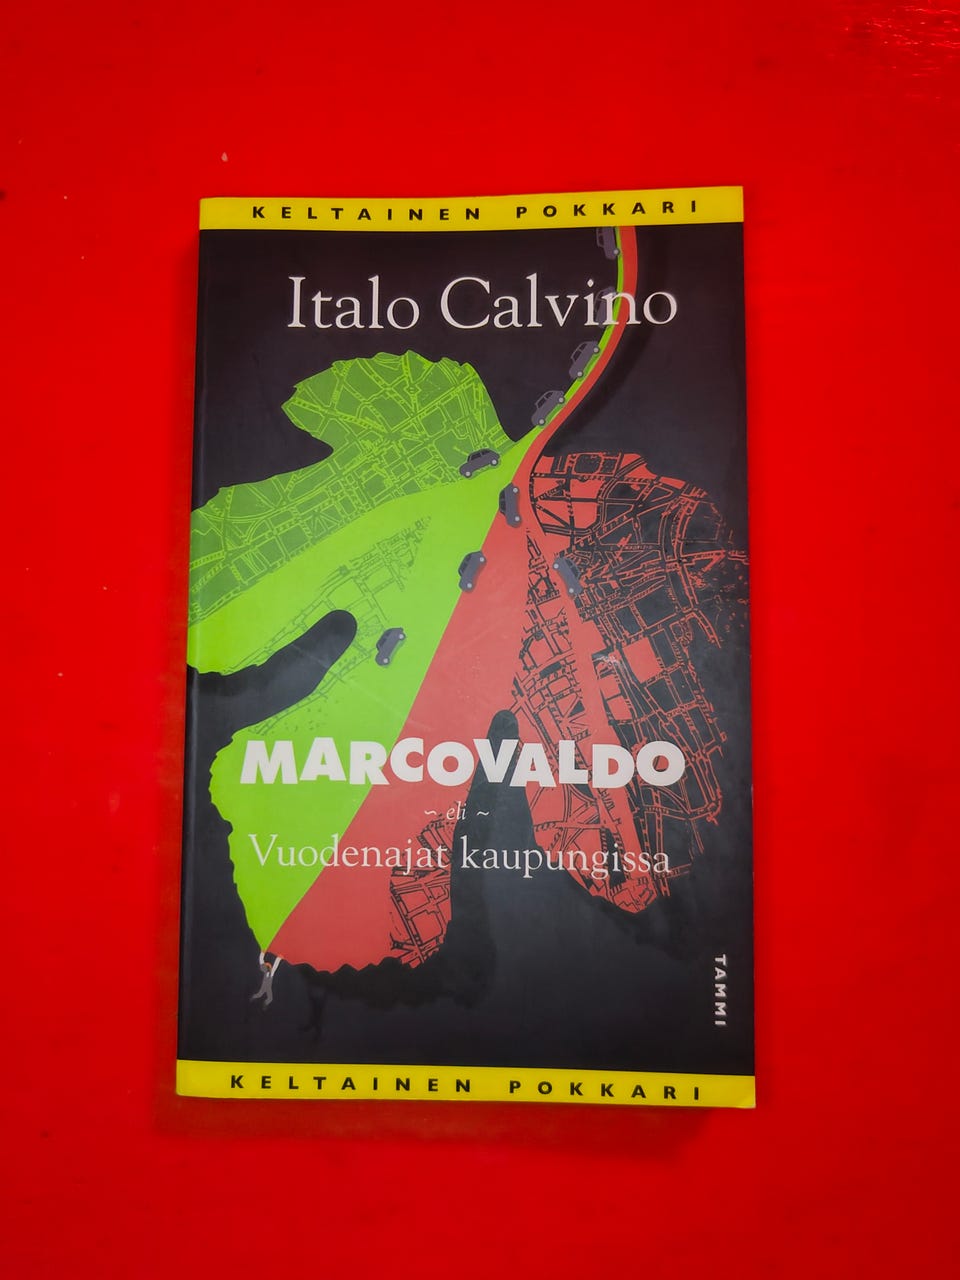 KELTAINEN POKKARI
Italo Calvino
MARCOVALDO
~ eli ~
Vuodenajat kaupungissa
TAMMI
KELTAINEN POKKARI